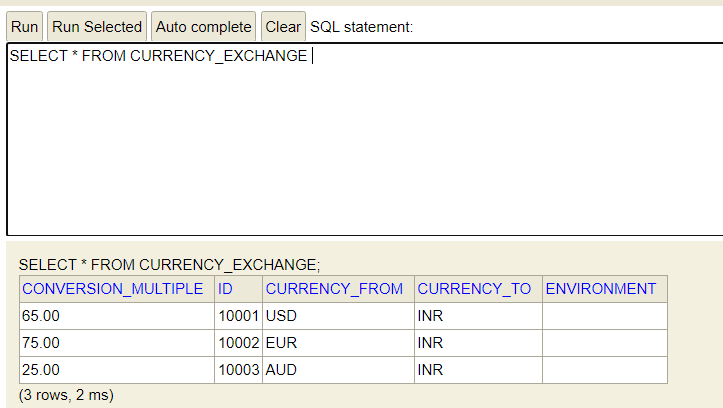 Run Run Selected Auto complete Clear SQL statement:
SELECT * FROM CURRENCY_EXCHANGE
SELECT * FROM CURRENCY_EXCHANGE;
CONVERSION_MULTIPLE ID CURRENCY_FROM CURRENCY_TO ENVIRONMENT
65.00 10001 USD INR
75.00 10002 EUR INR
25.00 10003 AUD INR
(3 rows, 2 ms)